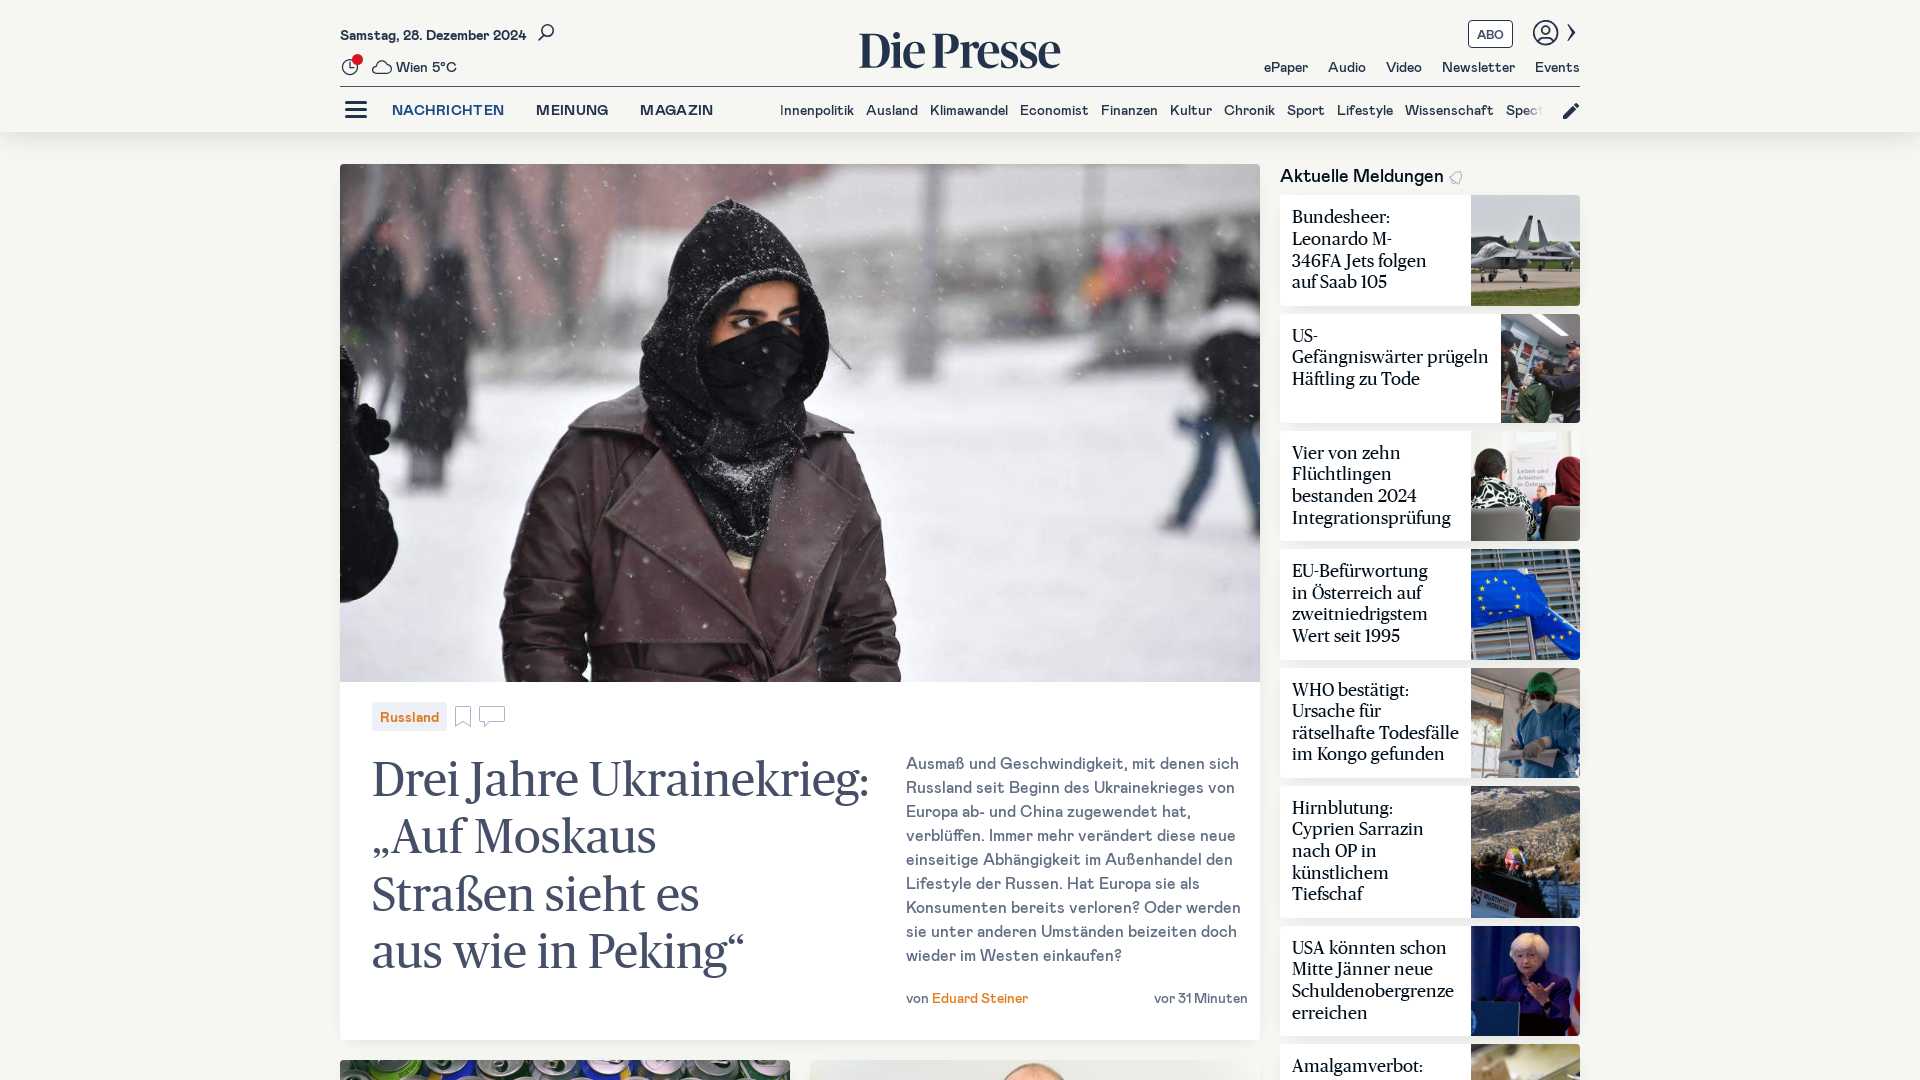 Samstag, 28. Dezember 2024
Wien 5°C
Die Presse
ABO
ePaper Audio Video Newsletter Events
NACHRICHTEN MEINUNG MAGAZIN
Innenpolitik Ausland Klimawandel Economist Finanzen Kultur Chronik Sport Lifestyle Wissenschaft Spect
Russland
Drei Jahre Ukrainekrieg:
„Auf Moskaus
Straßen sieht es
aus wie in Peking“
Ausmaß und Geschwindigkeit, mit denen sich
Russland seit Beginn des Ukrainekrieges von
Europa ab- und China zugewendet hat,
verblüffen. Immer mehr verändert diese neue
einseitige Abhängigkeit im Außenhandel den
Lifestyle der Russen. Hat Europa sie als
Konsumenten bereits verloren? Oder werden
sie unter anderen Umständen beizeiten doch
wieder im Westen einkaufen?
von Eduard Steiner
vor 31 Minuten
Aktuelle Meldungen
Bundesheer:
Leonardo M-
346FA Jets folgen
auf Saab 105
US-
Gefängniswärter prügeln
Häftling zu Tode
Vier von zehn
Flüchtlingen
bestanden 2024
Integrationsprüfung
EU-Befürwortung
in Österreich auf
zweitniedrigstem
Wert seit 1995
WHO bestätigt:
Ursache für
rätselhafte Todesfälle
im Kongo gefunden
Hirnblutung:
Cyprien Sarrazin
nach OP in
künstlichem
Tiefschaf
USA könnten schon
Mitte Jänner neue
Schuldenobergrenze
erreichen
Amalgamverbot: